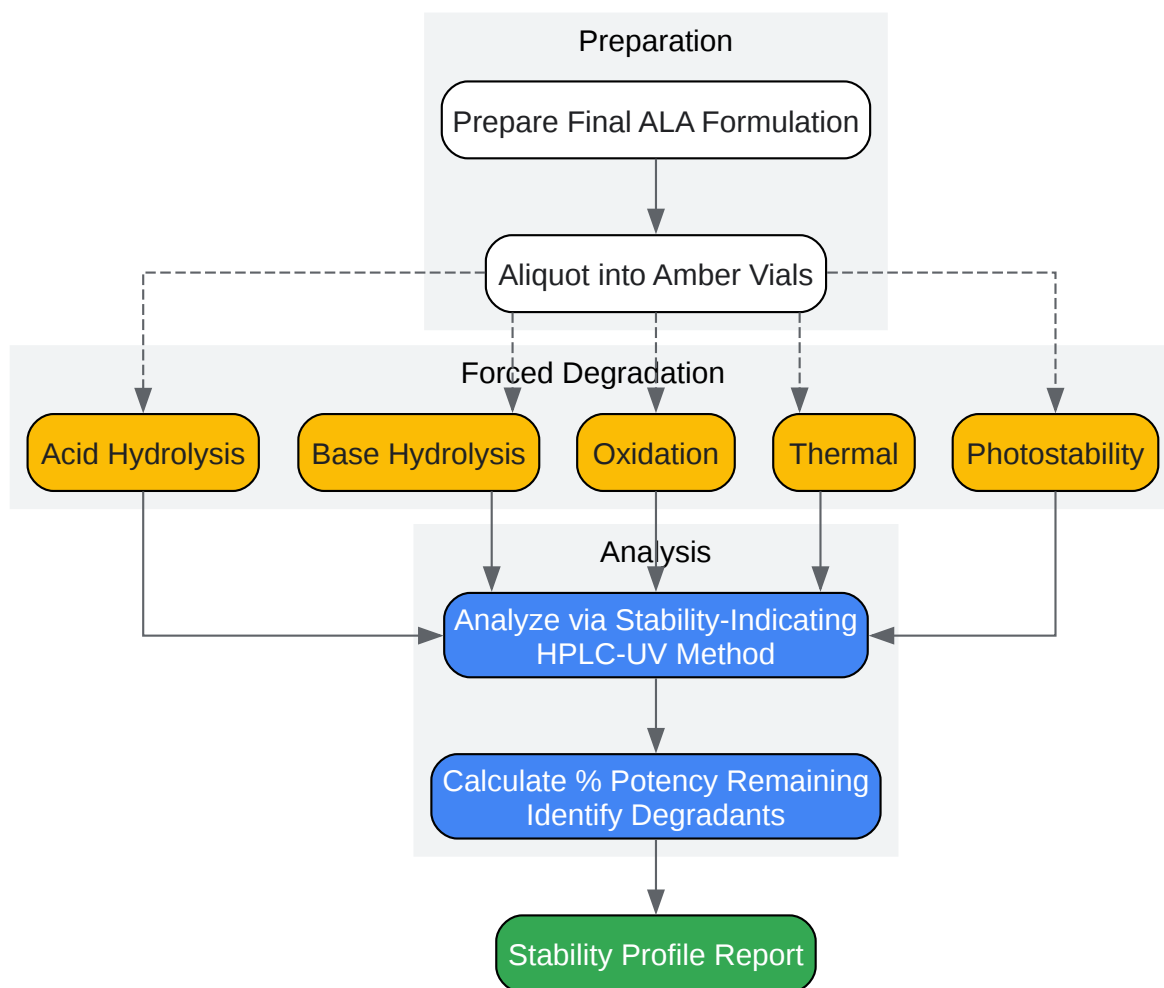 Preparation
Prepare Final ALA Formulation
Aliquot into Amber Vials
Forced Degradation
Acid Hydrolysis
Base Hydrolysis
Oxidation
Thermal
Photostability
Analysis
Analyze via Stability-Indicating
HPLC-UV Method
Calculate % Potency Remaining
Identify Degradants
Stability Profile Report